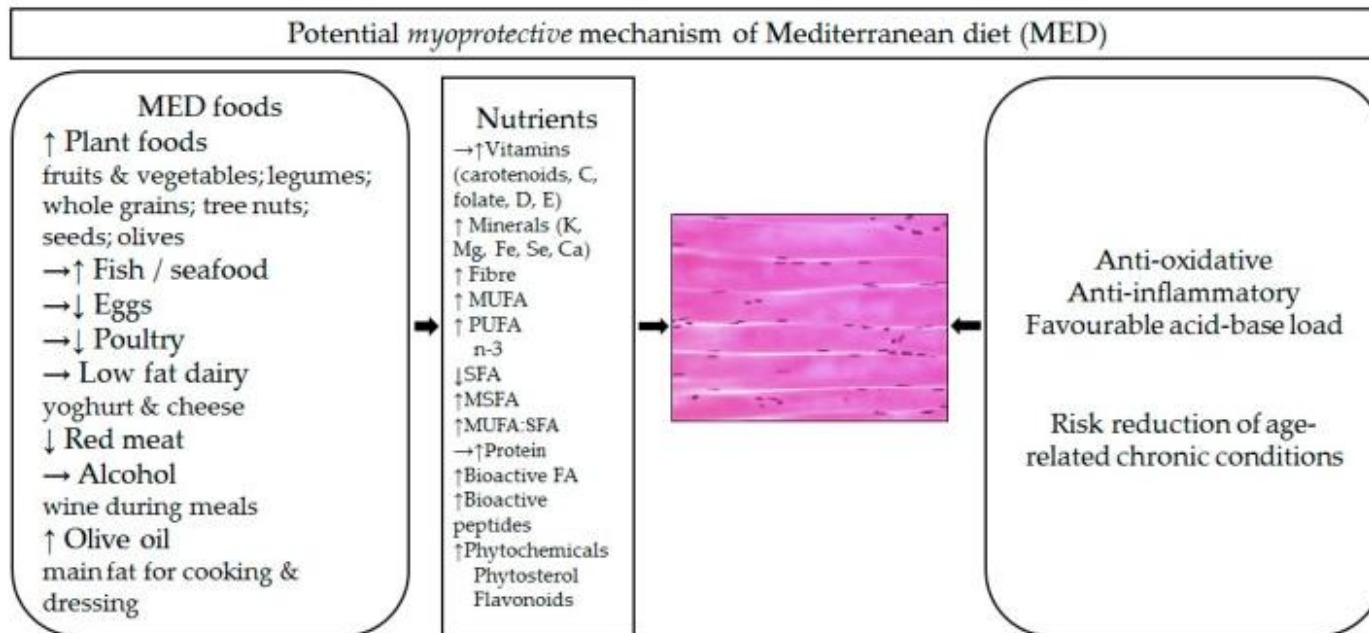 Potential myoprotective mechanism of Mediterranean diet (MED)
MED foods
↑ Plant foods
fruits & vegetables; legumes;
whole grains; tree nuts;
seeds; olives
→↑ Fish / seafood
→↓ Eggs
→↓ Poultry
→ Low fat dairy
yoghurt & cheese
↓ Red meat
→ Alcohol
wine during meals
↑ Olive oil
main fat for cooking &
dressing
Nutrients
→↑Vitamins
(carotenoids, C,
folate, D, E)
↑ Minerals (K,
Mg, Fe, Se, Ca)
↑ Fibre
↑ MUFA
↑ PUFA
n-3
↓SFA
↑MSFA
↑MUFA:SFA
→↑Protein
↑Bioactive FA
↑Bioactive
peptides
↑Phytochemicals
Phytosterol
Flavonoids
Anti-oxidative
Anti-inflammatory
Favourable acid-base load
Risk reduction of age-
related chronic conditions